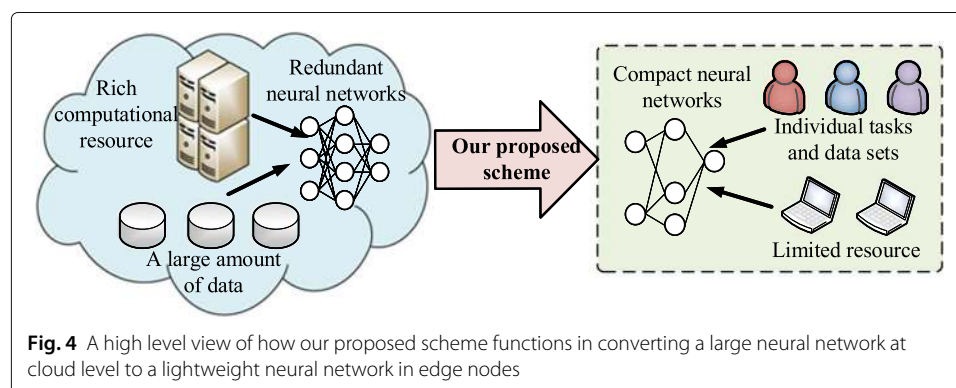 Rich
computational
resource
Redundant
neural networks
A large amount
of data
Our proposed
scheme
Compact neural
networks
Individual tasks
and data sets
Limited resource
Fig. 4 A high level view of how our proposed scheme functions in converting a large neural network at
cloud level to a lightweight neural network in edge nodes